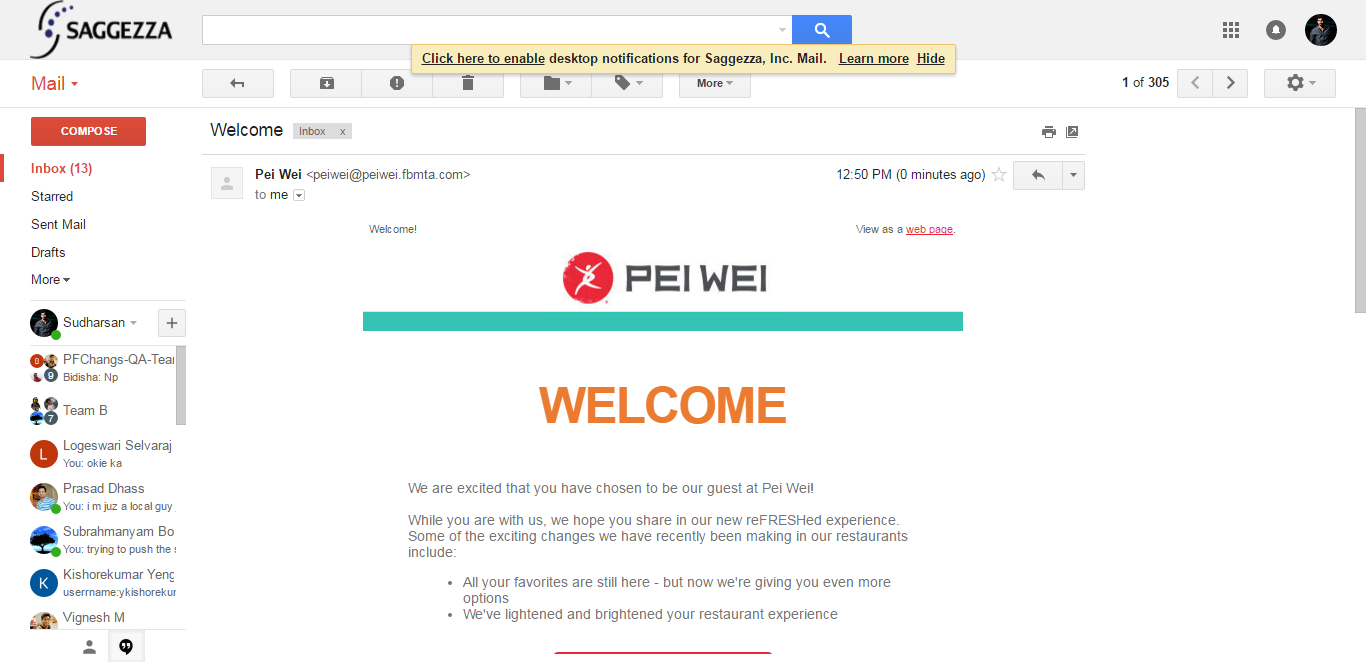 SAGGEZZA
Click here to enable desktop notifications for Saggezza, Inc. Mail. Learn more Hide
Mail
More
1 of 305
COMPOSE
Welcome
Inbox x
Inbox (13)
Pei Wei <peiwei@peiwei.fbmta.com>
12:50 PM (0 minutes ago)
to me
Starred
Sent Mail
Drafts
More
Welcome!
View as a web page.
PEI WEI
WELCOME
We are excited that you have chosen to be our guest at Pei Wei!
While you are with us, we hope you share in our new reFRESHed experience.
Some of the exciting changes we have recently been making in our restaurants
include:
• All your favorites are still here - but now we're giving you even more
options
• We've lightened and brightened your restaurant experience
Sudharsan
PFChangs-QA-Tear
Bidisha: Np
9
Team B
7
L
Logeswari Selvaraj
You: okie ka
Prasad Dhass
You: i m juz a local guy
Subrahmanyam Bo
You: trying to push the s
K
Kishorekumar Yeng
userrname:ykishorekur
Vignesh M